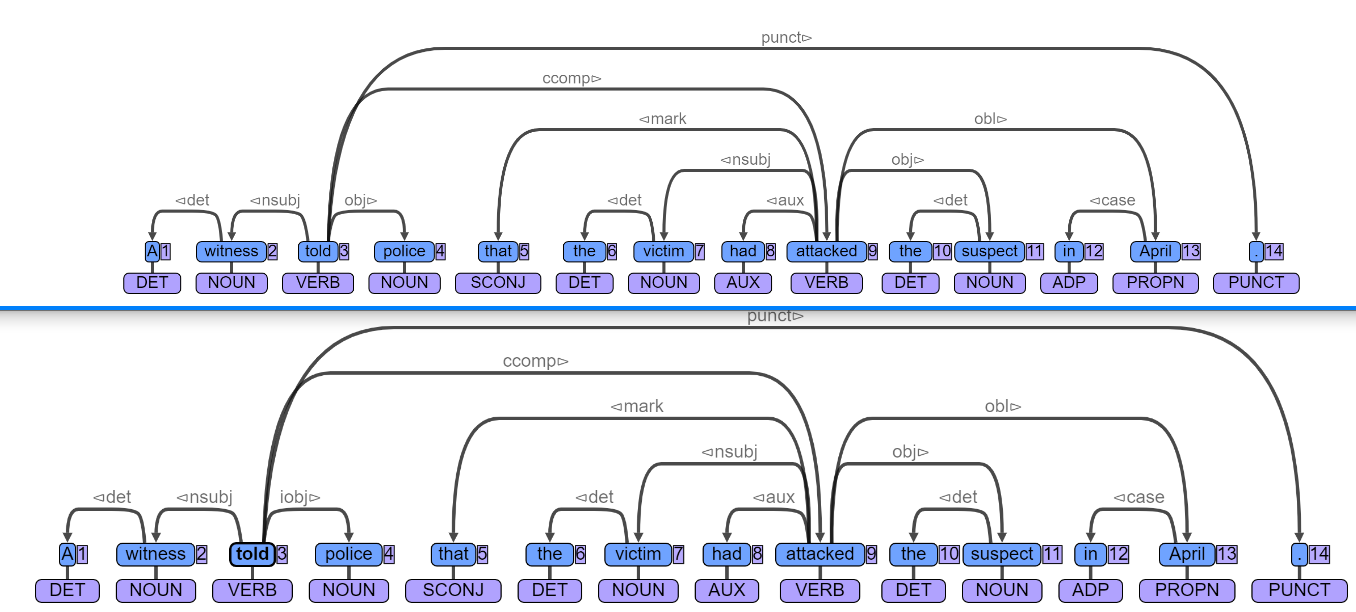 punct▻
ccomp▻
◅mark obl▻
◅nsubj obj▻
◅det ◅nsubj obj▻ ◅det ◅aux ◅det ◅case
A 1 witness 2 told 3 police 4 that 5 the 6 victim 7 had 8 attacked 9 the 10 suspect 11 in 12 April 13 . 14
DET NOUN VERB NOUN SCONJ DET NOUN AUX VERB DET NOUN ADP PROPN PUNCT
punct▻
ccomp▻
◅mark obl▻
◅nsubj obj▻
◅det ◅nsubj iobj▻ ◅det ◅aux ◅det ◅case
A 1 witness 2 told 3 police 4 that 5 the 6 victim 7 had 8 attacked 9 the 10 suspect 11 in 12 April 13 . 14
DET NOUN VERB NOUN SCONJ DET NOUN AUX VERB DET NOUN ADP PROPN PUNCT